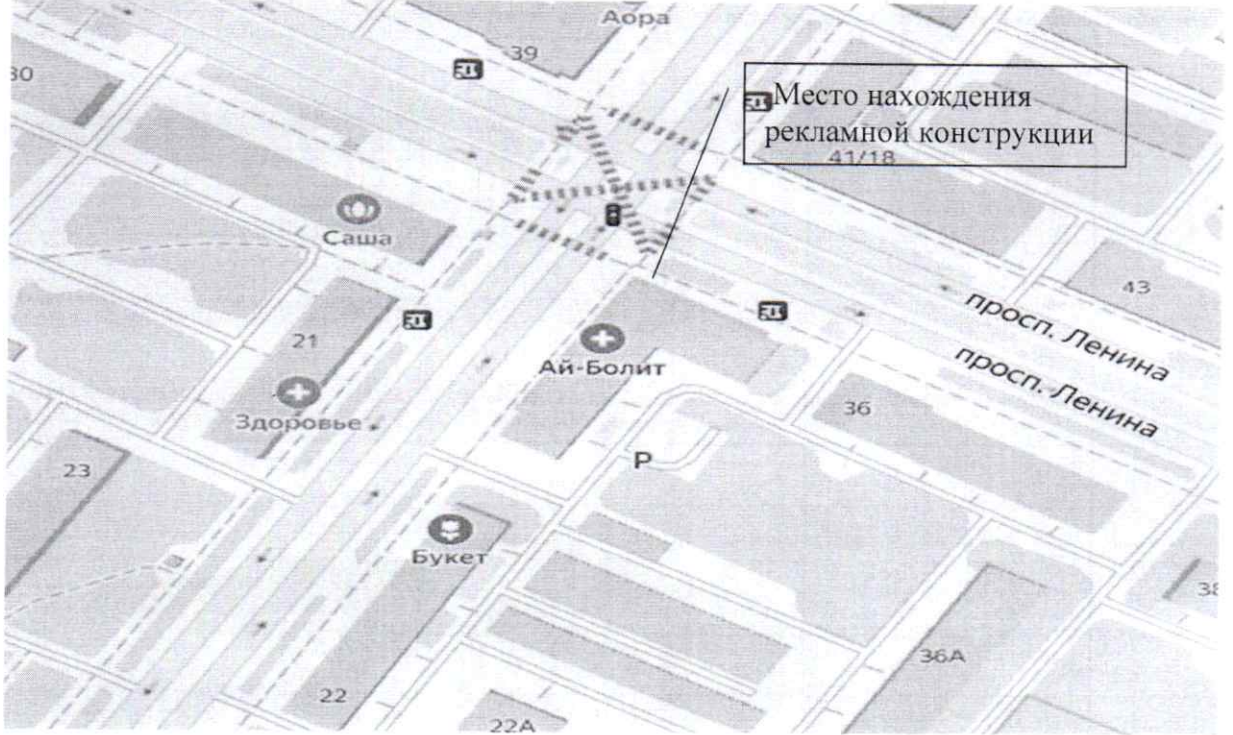 Аора
39
30
Место нахождения
рекламной конструкции
41/18
Саша
43
просп. Ленина
просп. Ленина
21
Ай-Болит
Здоровье
36
P
23
Букет
38
36А
22
22А